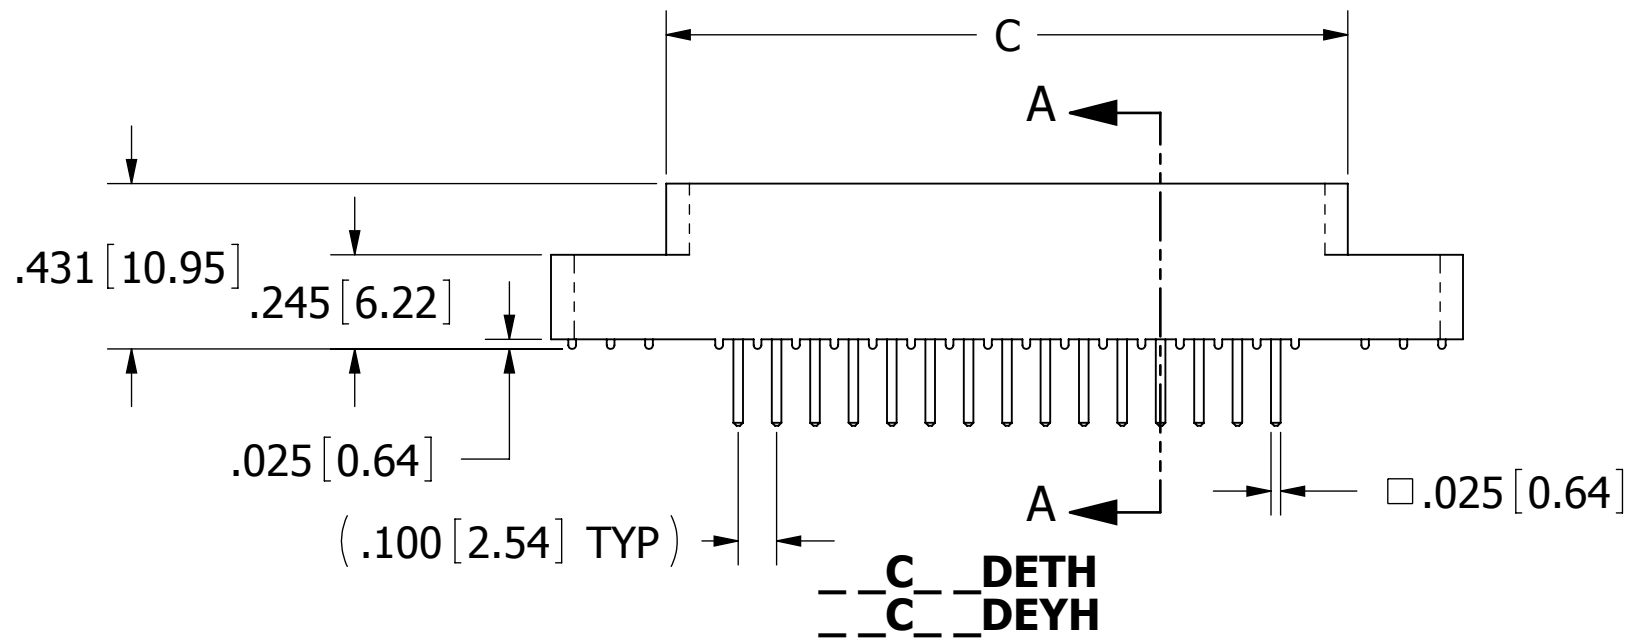 C
A
.431 [10.95]
.245 [6.22]
.025 [0.64]
A
□ .025 [0.64]
( .100 [2.54] TYP )
_ _C_ _DETH
_ _C_ _DEYH